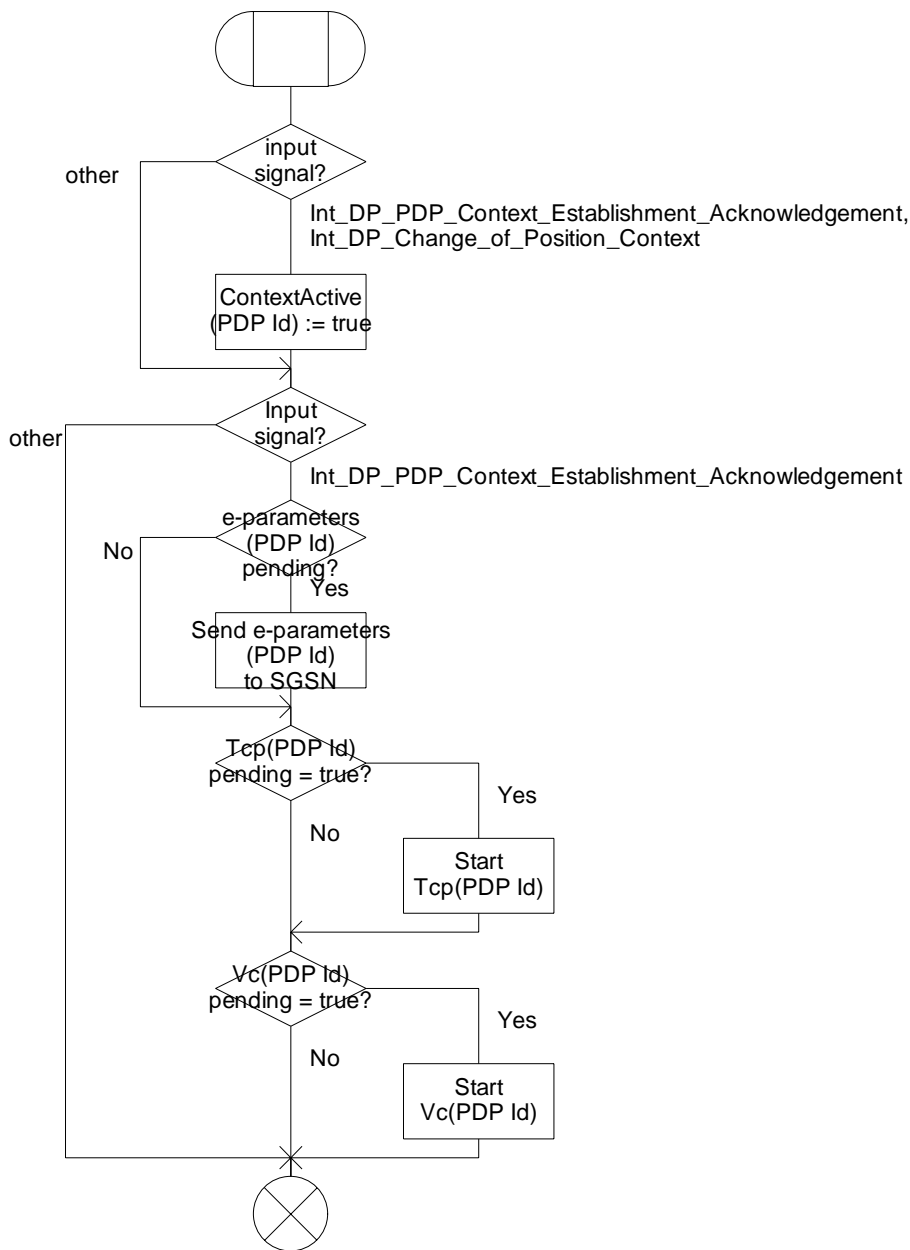 input
signal?
other
Int_DP_PDP_Context_Establishment_Acknowledgement,
Int_DP_Change_of_Position_Context
ContextActive
(PDP Id) := true
Input
signal?
other
Int_DP_PDP_Context_Establishment_Acknowledgement
e-parameters
(PDP Id)
pending?
No
Yes
Send e-parameters
(PDP Id)
to SGSN
Tcp(PDP Id)
pending = true?
Yes
No
Start
Tcp(PDP Id)
Vc(PDP Id)
pending = true?
Yes
No
Start
Vc(PDP Id)